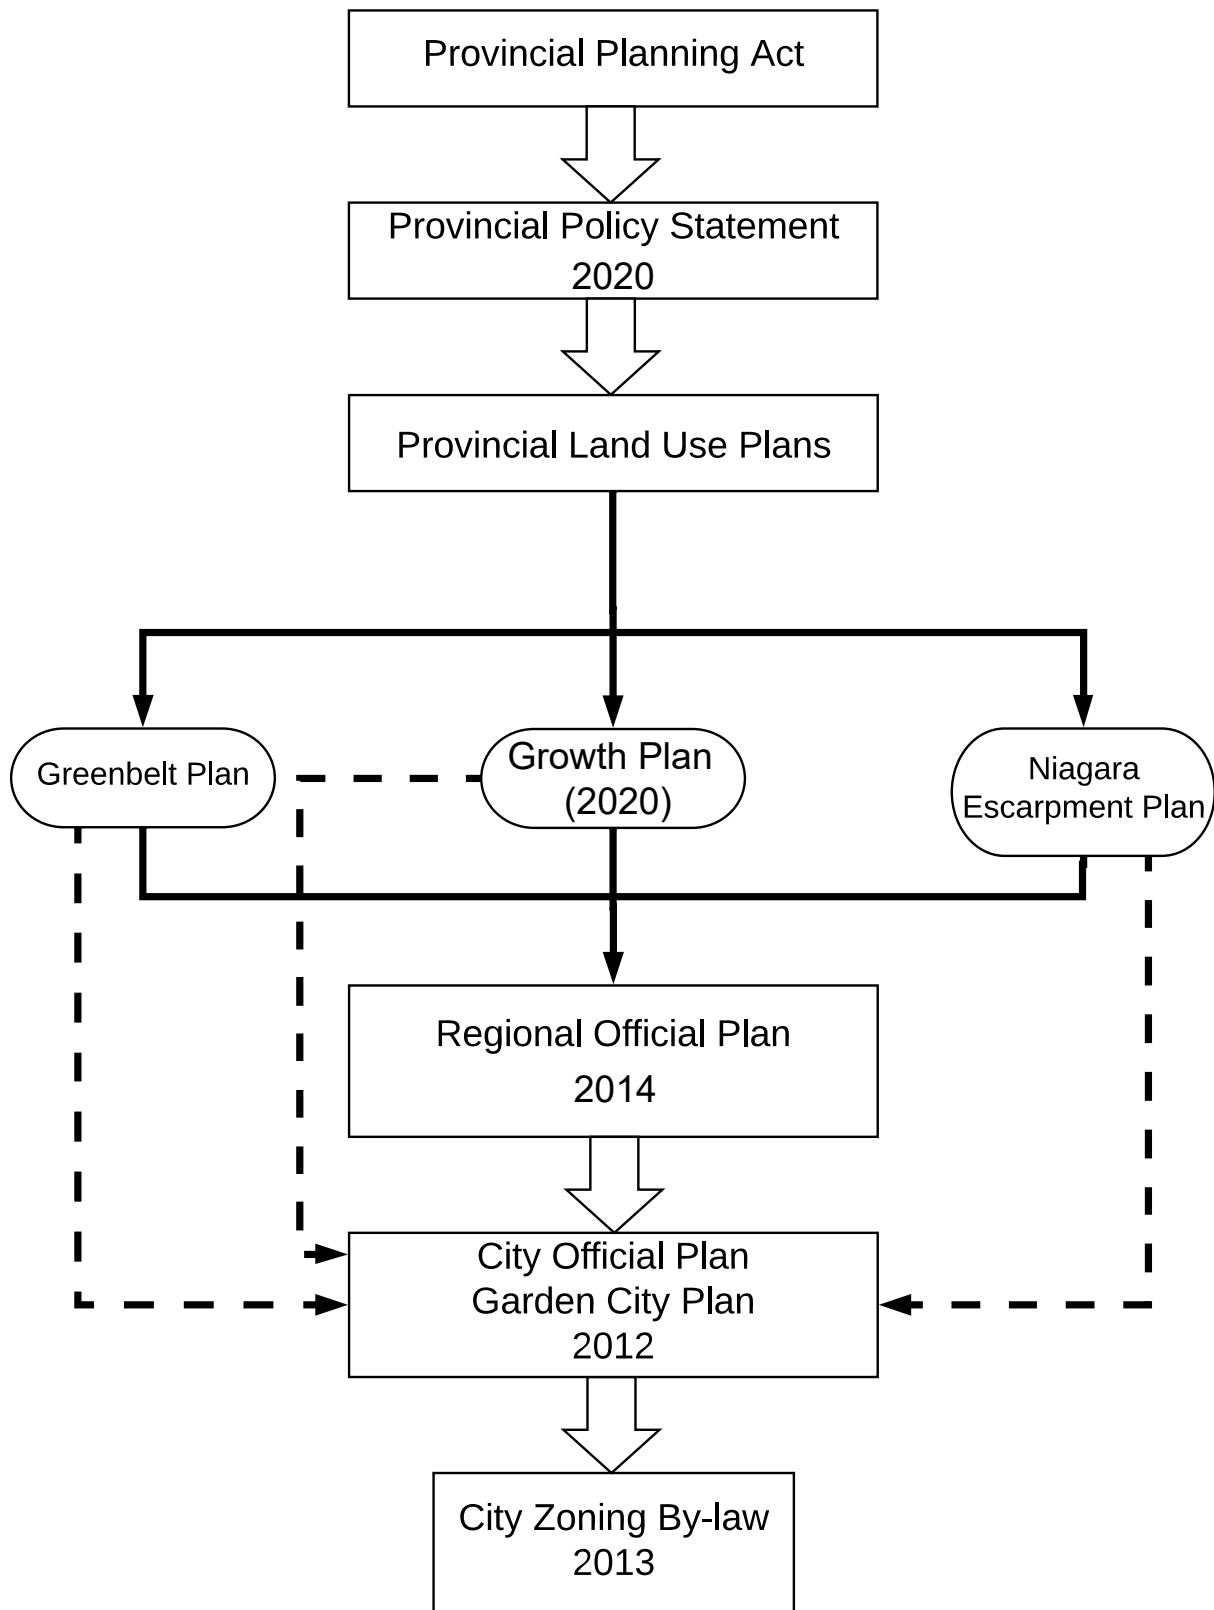 Provincial Planning Act
Provincial Policy Statement
2020
Provincial Land Use Plans
Greenbelt Plan
Growth Plan
(2020)
Niagara
Escarpment Plan
Regional Official Plan
2014
City Official Plan
Garden City Plan
2012
City Zoning By-law
2013